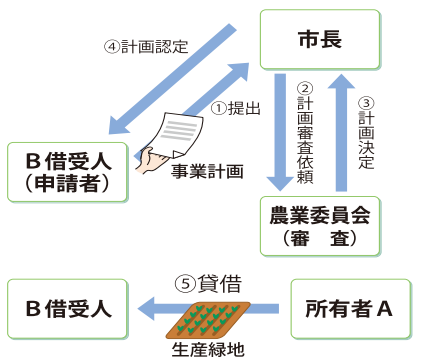 ④計画認定
市長
①提出
②計画審査依頼
③計画決定
B借受人
（申請者）
事業計画
農業委員会
（審　査）
⑤貸借
B借受人
所有者A
生産緑地